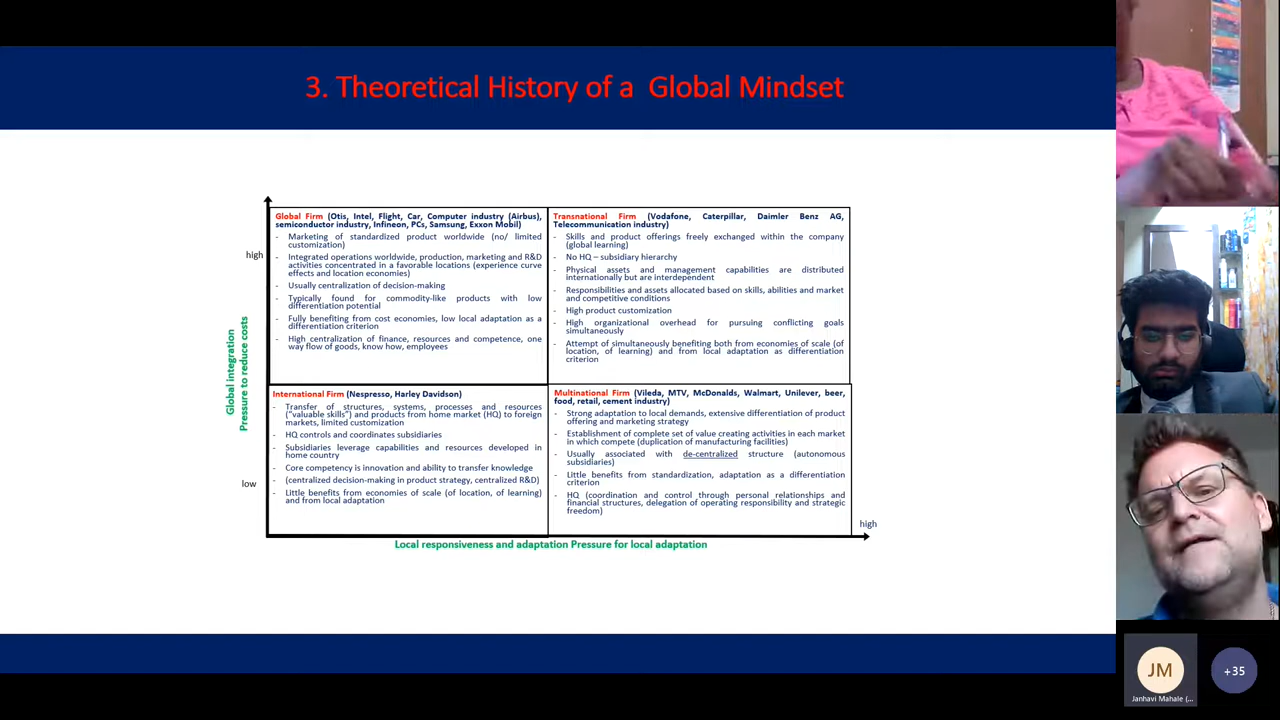 3. Theoretical History of a Global Mindset
Global Firm (Otis, Intel, Flight, Car, Computer industry (Airbus),
semiconductor industry, Infineon, PCs, Samsung, Exxon Mobil)
- Marketing of standardized product worldwide (no/ limited
customization)
- Integrated operations worldwide, production, marketing and R&D
activities concentrated in a favorable locations (experience curve
effects and location economies)
- Usually centralization of decision-making
- Typically found for commodity-like products with low
differentiation potential
- Fully benefiting from cost economies, low local adaptation as a
differentiation criterion
- High centralization of finance, resources and competence, one
way flow of goods, know how, employees
Transnational Firm (Vodafone, Caterpillar, Daimler Benz AG,
Telecommunication industry)
- Skills and product offerings freely exchanged within the company
(global learning)
- No HQ – subsidiary hierarchy
- Physical assets and management capabilities are distributed
internationally but are interdependent
- Responsibilities and assets allocated based on skills, abilities and market
and competitive conditions
- High product customization
- High organizational overhead for pursuing conflicting goals
simultaneously
- Attempt of simultaneously benefiting both from economies of scale (of
location, of learning) and from local adaptation as differentiation
criterion
International Firm (Nespresso, Harley Davidson)
- Transfer of structures, systems, processes and resources
("valuable skills") and products from home market (HQ) to foreign
markets, limited customization
- HQ controls and coordinates subsidiaries
- Subsidiaries leverage capabilities and resources developed in
home country
- Core competency is innovation and ability to transfer knowledge
- (centralized decision-making in product strategy, centralized R&D)
- Little benefits from economies of scale (of location, of learning)
and from local adaptation
Multinational Firm (Vileda, MTV, McDonalds, Walmart, Unilever, beer,
food, retail, cement industry)
- Strong adaptation to local demands, extensive differentiation of product
offering and marketing strategy
- Establishment of complete set of value creating activities in each market
in which compete (duplication of manufacturing facilities)
- Usually associated with de-centralized structure (autonomous
subsidiaries)
- Little benefits from standardization, adaptation as a differentiation
criterion
- HQ (coordination and control through personal relationships and
financial structures, delegation of operating responsibility and strategic
freedom)
high
low
Global integration
Pressure to reduce costs
high
Local responsiveness and adaptation Pressure for local adaptation
JM
Janhavi Mahale (...
+35